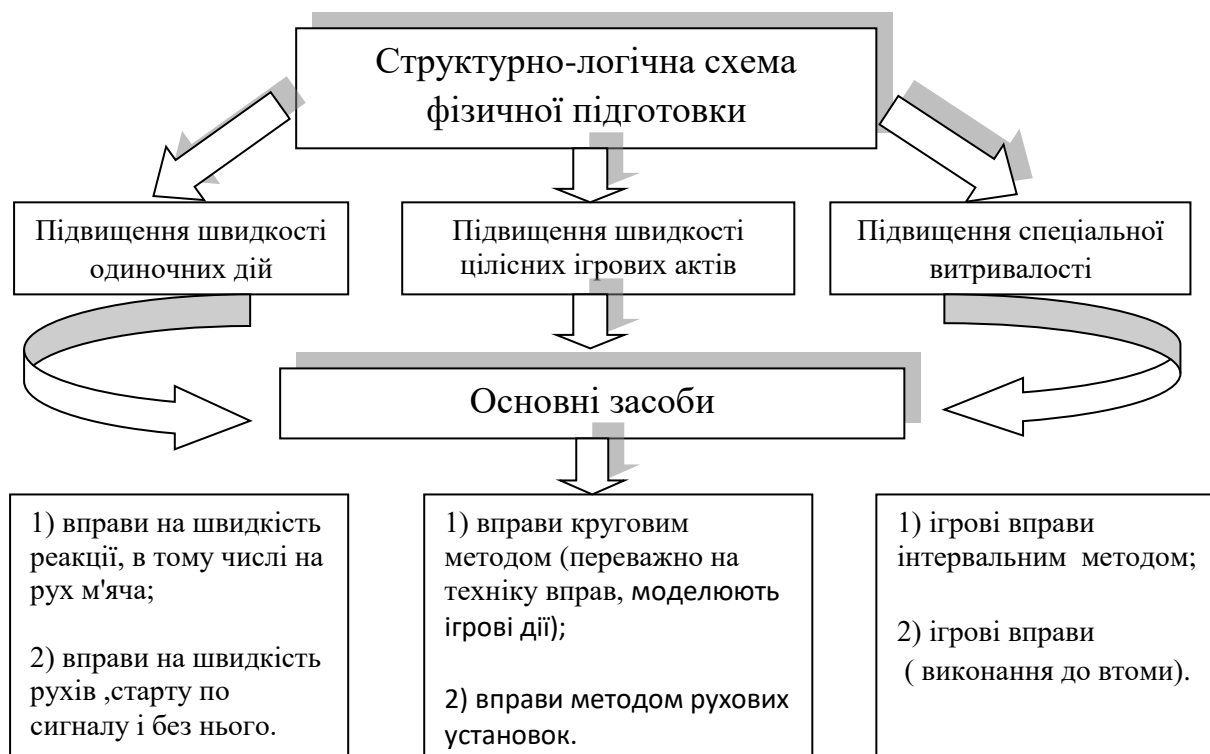 Структурно-логічна схема
фізичної підготовки
Підвищення швидкості
одиночних дій
Підвищення швидкості
цілісних ігрових актів
Підвищення спеціальної
витривалості
Основні засоби
1) вправи на швидкість
реакції, в тому числі на
рух м'яча;
2) вправи на швидкість
рухів ,старту по
сигналу і без нього.
1) вправи круговим
методом (переважно на
техніку вправ, моделюють
ігрові дії);
2) вправи методом рухових
установок.
1) ігрові вправи
інтервальним методом;
2) ігрові вправи
( виконання до втоми).